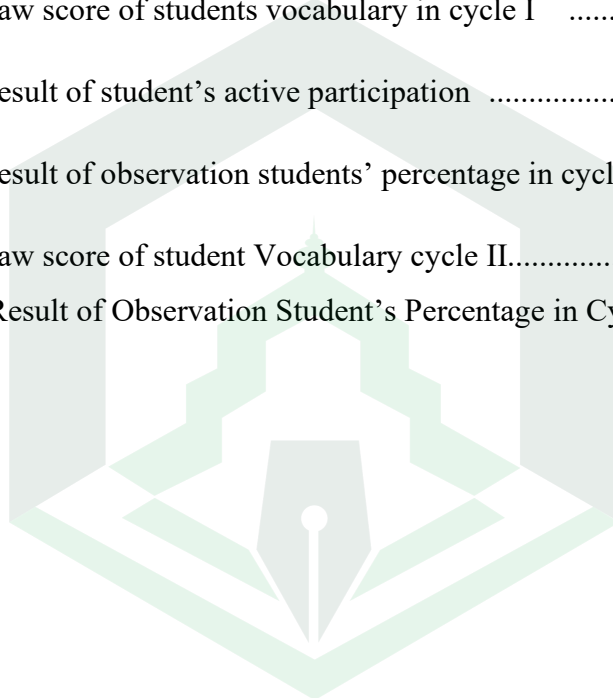 aw score of students vocabulary in cycle I ......
esult of student’s active participation ................
esult of observation students’ percentage in cycl
aw score of student Vocabulary cycle II.............
Result of Observation Student’s Percentage in Cy